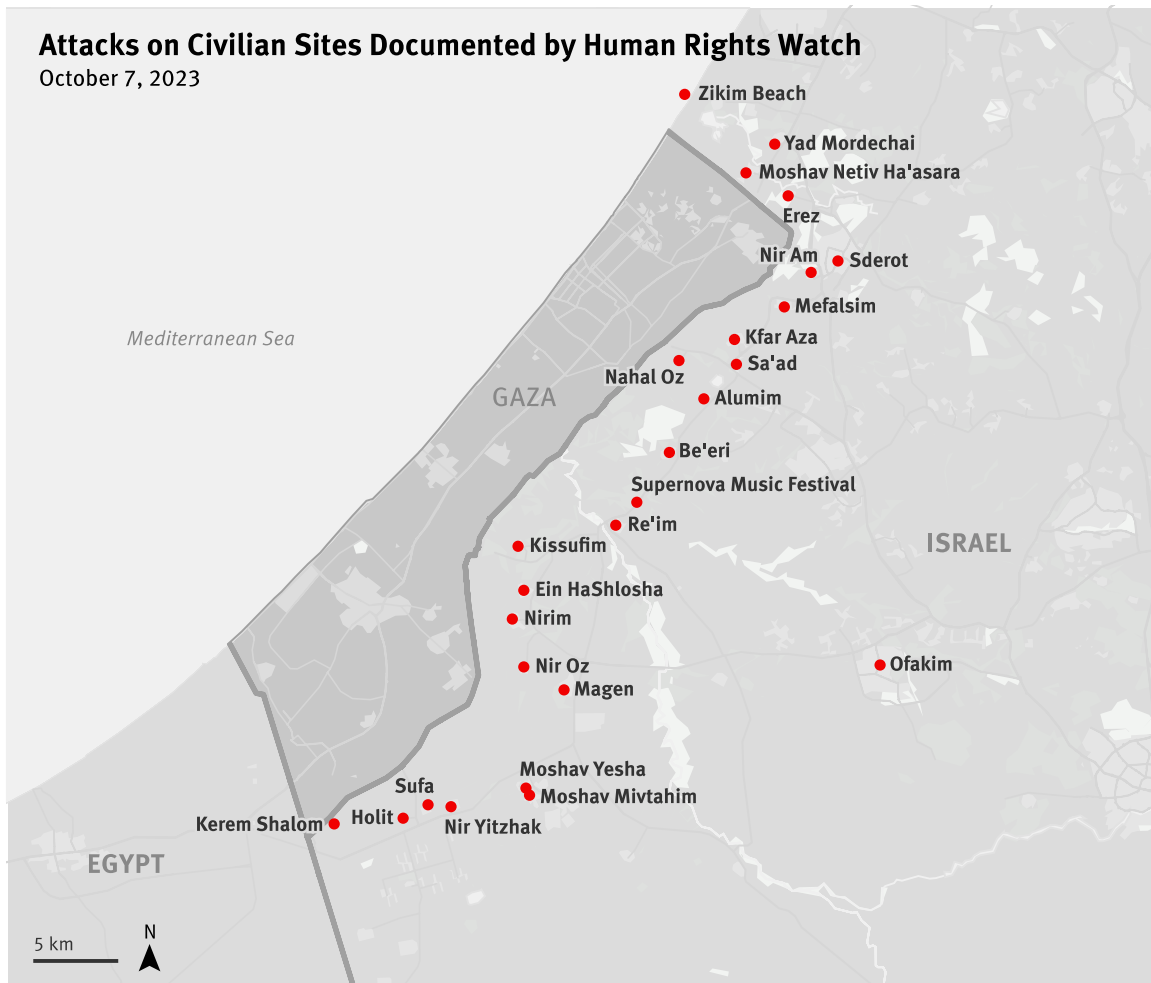 Attacks on Civilian Sites Documented by Human Rights Watch
October 7, 2023
Zikim Beach
Yad Mordechai
Moshav Netiv Ha'asara
Erez
Nir Am
Sderot
Mefalsim
Mediterranean Sea
Kfar Aza
Sa'ad
Nahal Oz
GAZA
Alumim
Be'eri
Supernova Music Festival
Re'im
ISRAEL
Kissufim
Ein HaShlosha
Nirim
Nir Oz
Ofakim
Magen
Moshav Yesha
Sufa
Moshav Mivtahim
Kerem Shalom
Holit
Nir Yitzhak
EGYPT
N
5 km